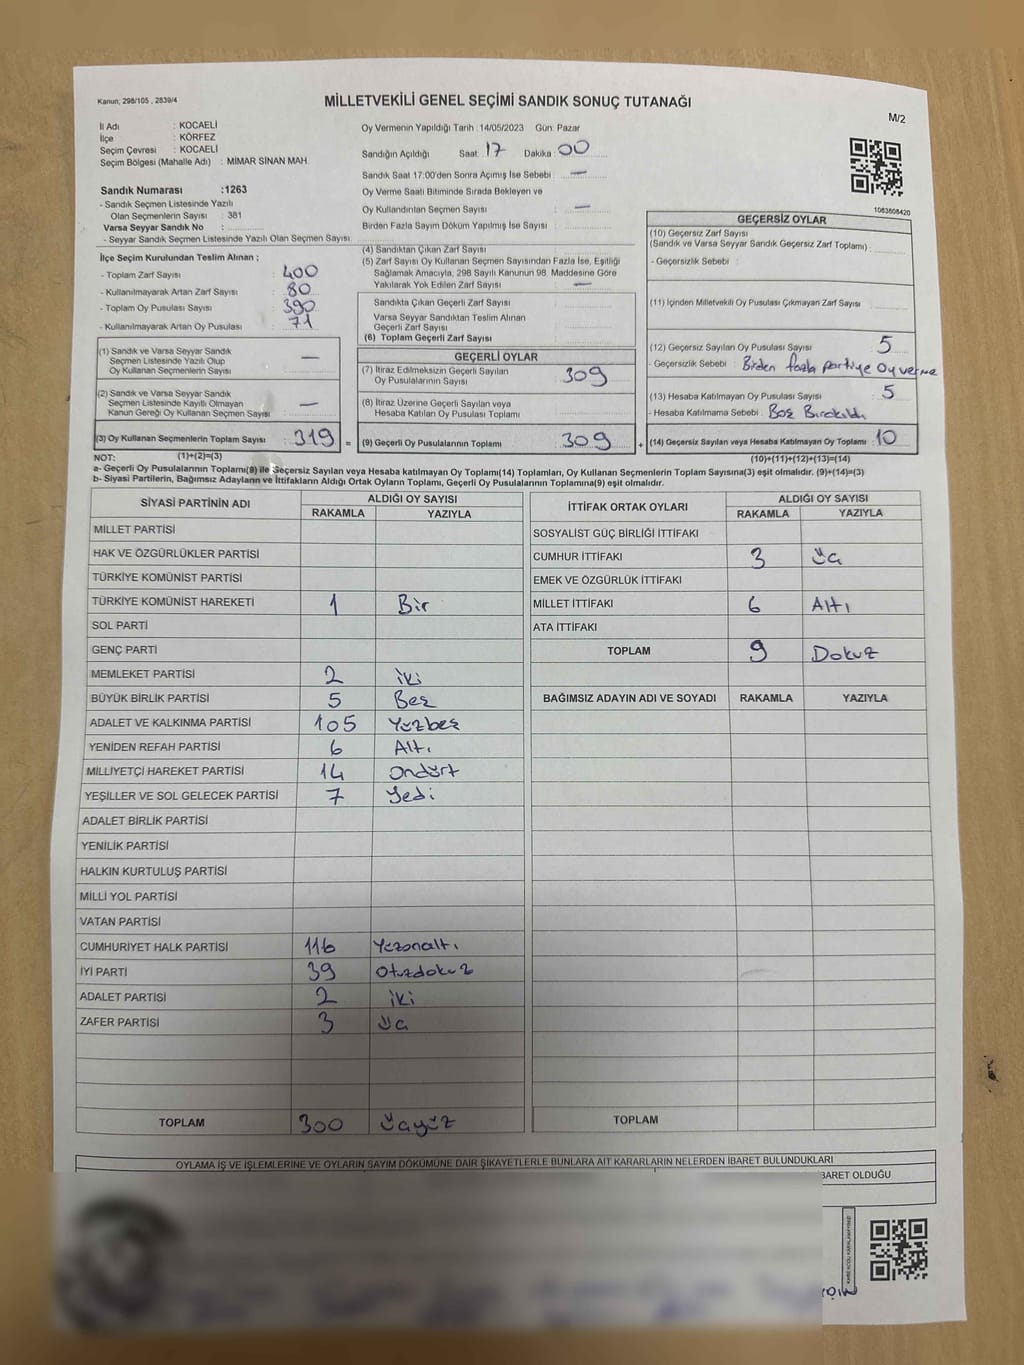 Kanun, 298/105 , 2839/4
MİLLETVEKİLİ GENEL SEÇİMİ SANDIK SONUÇ TUTANAĞI
M/2
İl Adı : KOCAELİ
İlçe : KÖRFEZ
Seçim Çevresi : KOCAELİ
Seçim Bölgesi (Mahalle Adı) : MİMAR SİNAN MAH.
Sandık Numarası :1263
- Sandık Seçmen Listesinde Yazılı
Olan Seçmenlerin Sayısı : 381
Varsa Seyyar Sandık No :
- Seyyar Sandık Seçmen Listesinde Yazılı Olan Seçmen Sayısı:
İlçe Seçim Kurulundan Teslim Alınan ;
- Toplam Zarf Sayısı : 400
- Kullanılmayarak Artan Zarf Sayısı : 80
- Toplam Oy Pusulası Sayısı : 390
- Kullanılmayarak Artan Oy Pusulası : 71
Oy Vermenin Yapıldığı Tarih : 14/05/2023 Gün: Pazar
Sandığın Açıldığı Saat: 17 Dakika : 00
Sandık Saat 17:00'den Sonra Açımış İse Sebebi : —
Oy Verme Saati Bitiminde Sırada Bekleyen ve
Oy Kullandırılan Seçmen Sayısı : —
Birden Fazla Sayım Döküm Yapılmış İse Sayısı :
(4) Sandıktan Çıkan Zarf Sayısı :
(5) Zarf Sayısı Oy Kullanan Seçmen Sayısından Fazla İse, Eşitliği
Sağlamak Amacıyla, 298 Sayılı Kanunun 98. Maddesine Göre
Yakılarak Yok Edilen Zarf Sayısı : —
Sandıkta Çıkan Geçerli Zarf Sayısı :
Varsa Seyyar Sandıktan Teslim Alınan
Geçerli Zarf Sayısı :
(6) Toplam Geçerli Zarf Sayısı :
1083808420
GEÇERSİZ OYLAR
(10) Geçersiz Zarf Sayısı
(Sandık ve Varsa Seyyar Sandık Geçersiz Zarf Toplamı) :
- Geçersizlik Sebebi :
(11) İçinden Milletvekili Oy Pusulası Çıkmayan Zarf Sayısı :
(12) Geçersiz Sayılan Oy Pusulası Sayısı : 5
- Geçersizlik Sebebi : Birden fazla partiye oy verme
(13) Hesaba Katılmayan Oy Pusulası Sayısı : 5
- Hesaba Katılmama Sebebi : Boş Bırakıldı
(1) Sandık ve Varsa Seyyar Sandık
Seçmen Listesinde Yazılı Olup
Oy Kullanan Seçmenlerin Sayısı : —
(2) Sandık ve Varsa Seyyar Sandık
Seçmen Listesinde Kayıtlı Olmayan
Kanun Gereği Oy Kullanan Seçmen Sayısı : —
GEÇERLİ OYLAR
(7) İtiraz Edilmeksizin Geçerli Sayılan
Oy Pusulalarının Sayısı : 309
(8) İtiraz Üzerine Geçerli Sayılan veya
Hesaba Katılan Oy Pusulası Toplamı :
(3) Oy Kullanan Seçmenlerin Toplam Sayısı : 319 = (9) Geçerli Oy Pusulalarının Toplamı : 309 + (14) Geçersiz Sayılan veya Hesaba Katılmayan Oy Toplamı : 10
NOT: (1)+(2)=(3) (10)+(11)+(12)+(13)=(14)
a- Geçerli Oy Pusulalarının Toplamı(9) ile Geçersiz Sayılan veya Hesaba katılmayan Oy Toplamı(14) Toplamları, Oy Kullanan Seçmenlerin Toplam Sayısına(3) eşit olmalıdır. (9)+(14)=(3)
b- Siyasi Partilerin, Bağımsız Adayların ve İttifakların Aldığı Ortak Oyların Toplamı, Geçerli Oy Pusulalarının Toplamına(9) eşit olmalıdır.
SİYASİ PARTİNİN ADI ALDIĞI OY SAYISI
RAKAMLA YAZIYLA
MİLLET PARTİSİ
HAK VE ÖZGÜRLÜKLER PARTİSİ
TÜRKİYE KOMÜNİST PARTİSİ
TÜRKİYE KOMÜNİST HAREKETİ 1 Bir
SOL PARTİ
GENÇ PARTİ
MEMLEKET PARTİSİ 2 iki
BÜYÜK BİRLİK PARTİSİ 5 Beş
ADALET VE KALKINMA PARTİSİ 105 Yüzbeş
YENİDEN REFAH PARTİSİ 6 Altı
MİLLİYETÇİ HAREKET PARTİSİ 14 Ondört
YEŞİLLER VE SOL GELECEK PARTİSİ 7 Yedi
ADALET BİRLİK PARTİSİ
YENİLİK PARTİSİ
HALKIN KURTULUŞ PARTİSİ
MİLLİ YOL PARTİSİ
VATAN PARTİSİ
CUMHURİYET HALK PARTİSİ 116 Yüzonaltı
İYİ PARTİ 39 Otuzdokuz
ADALET PARTİSİ 2 iki
ZAFER PARTİSİ 3 Üç
TOPLAM 300 Üçyüz
İTTİFAK ORTAK OYLARI ALDIĞI OY SAYISI
RAKAMLA YAZIYLA
SOSYALİST GÜÇ BİRLİĞİ İTTİFAKI
CUMHUR İTTİFAKI 3 Üç
EMEK VE ÖZGÜRLÜK İTTİFAKI
MİLLET İTTİFAKI 6 Altı
ATA İTTİFAKI
TOPLAM 9 Dokuz
BAĞIMSIZ ADAYIN ADI VE SOYADI RAKAMLA YAZIYLA
TOPLAM
OYLAMA İŞ VE İŞLEMLERİNE VE OYLARIN SAYIM DÖKÜMÜNE DAİR ŞİKAYETLERLE BUNLARA AİT KARARLARIN NELERDEN İBARET BULUNDUKLARI
BARET OLDUĞU